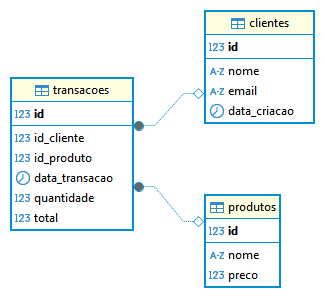 transacoes
123 id
123 id_cliente
123 id_produto
data_transacao
123 quantidade
123 total
clientes
123 id
A-Z nome
A-Z email
data_criacao
produtos
123 id
A-Z nome
123 preco